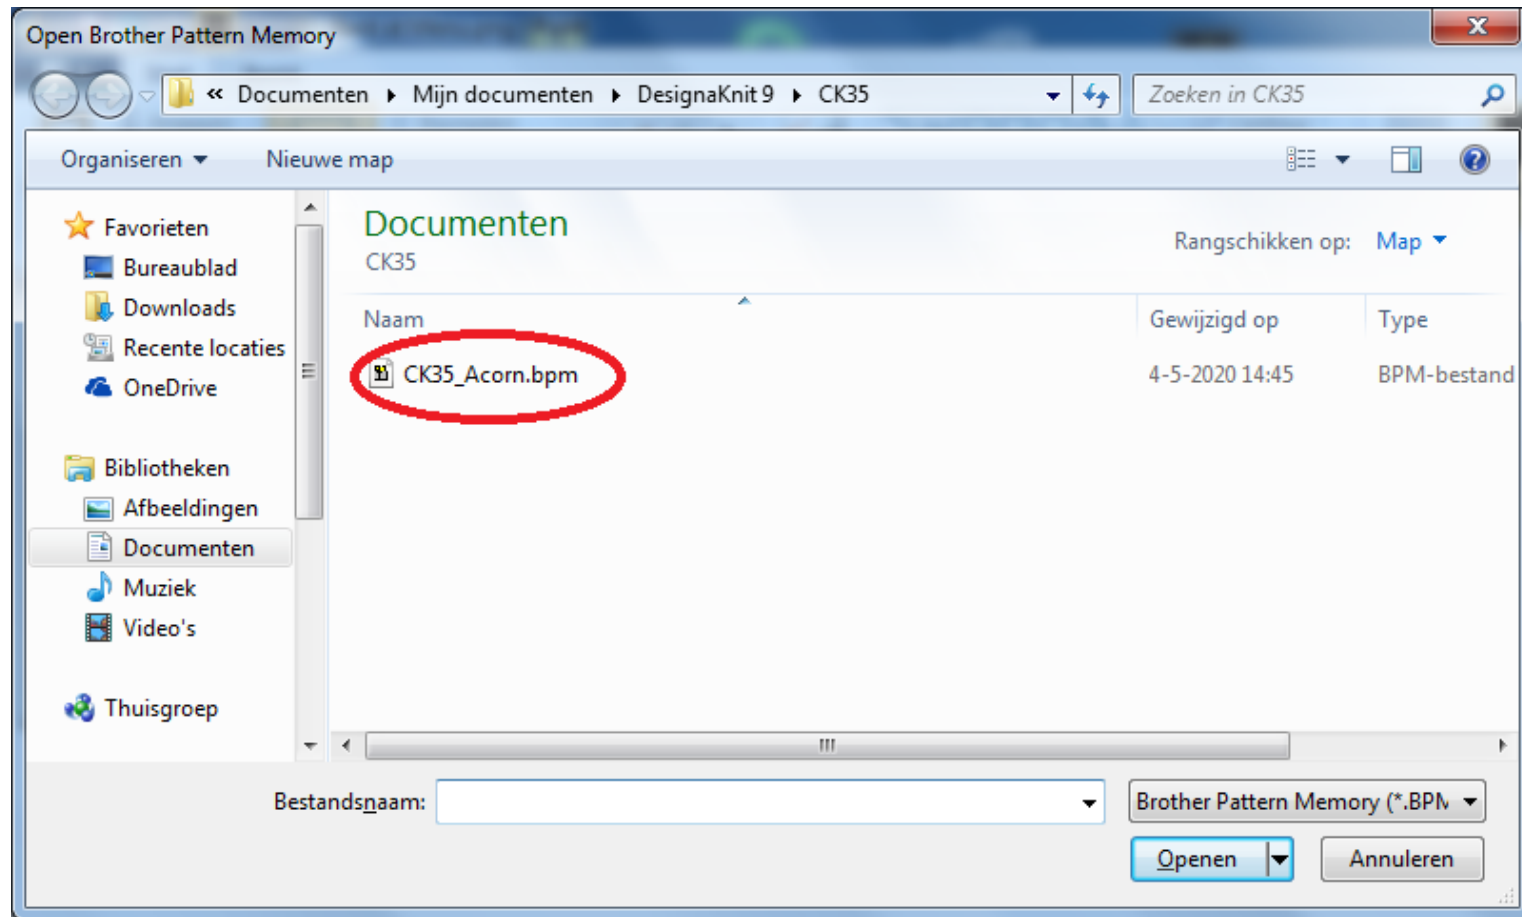 Open Brother Pattern Memory
« Documenten ▸ Mijn documenten ▸ DesignaKnit 9 ▸ CK35
Zoeken in CK35
Organiseren
Nieuwe map
Favorieten
Bureaublad
Downloads
Recente locaties
OneDrive
Bibliotheken
Afbeeldingen
Documenten
Muziek
Video's
Thuisgroep
Documenten
CK35
Rangschikken op: Map
Naam Gewijzigd op Type
CK35_Acorn.bpm 4-5-2020 14:45 BPM-bestand
Bestandsnaam:
Brother Pattern Memory (*.BPM
Openen
Annuleren